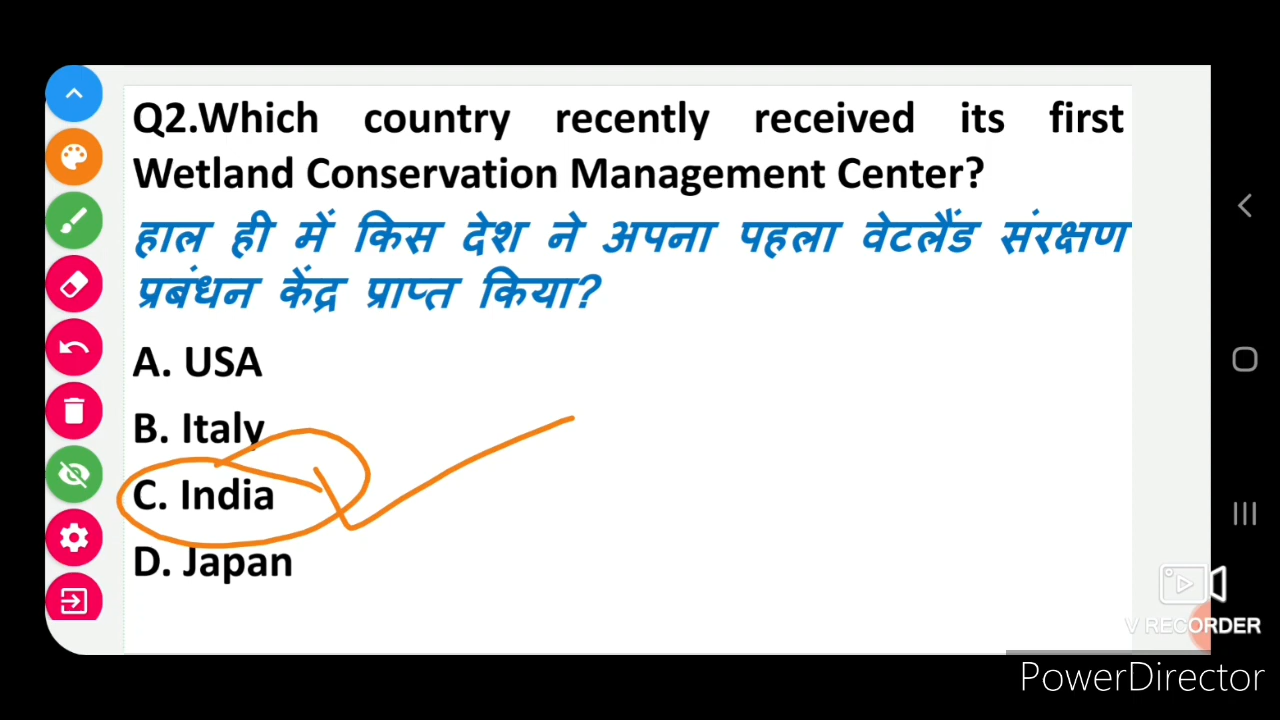 Q2.Which country recently received its first
Wetland Conservation Management Center?
हाल ही में किस देश ने अपना पहला वेटलैंड संरक्षण
प्रबंधन केंद्र प्राप्त किया?
A. USA
B. Italy
C. India
D. Japan
V RECORDER
PowerDirector